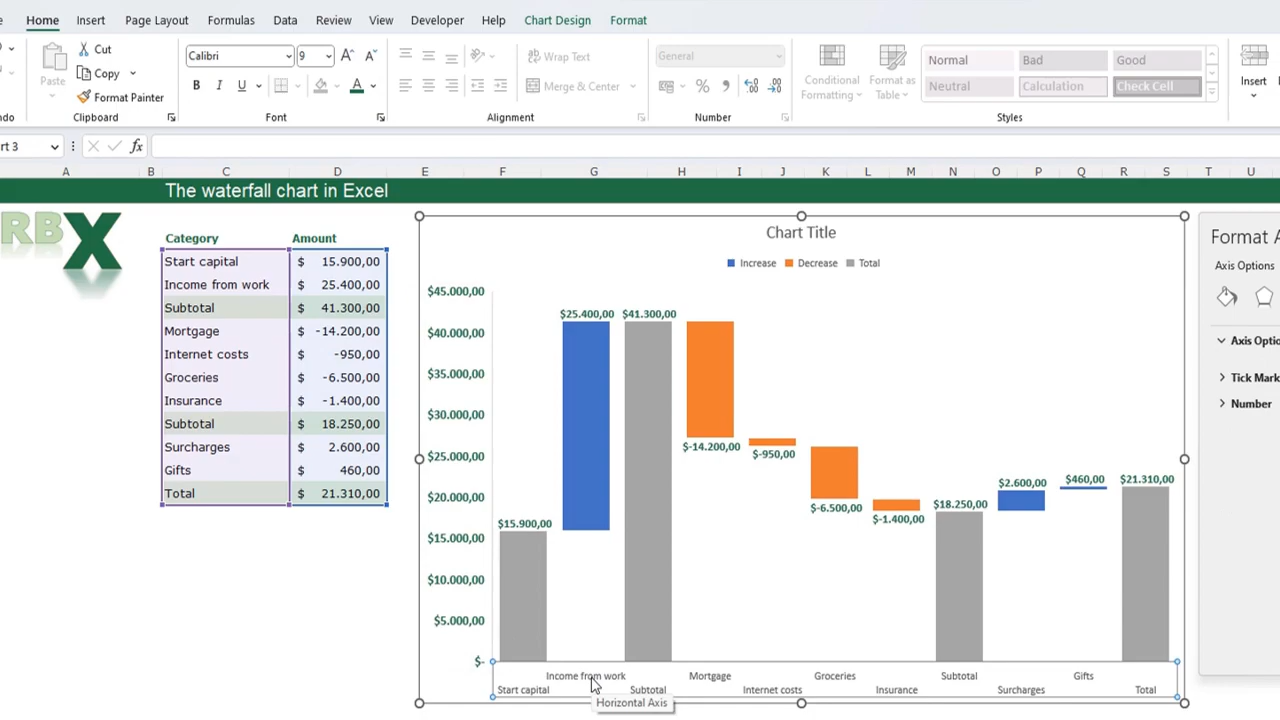 Home Insert Page Layout Formulas Data Review View Developer Help Chart Design Format
Cut
Copy
Format Painter
Paste
Clipboard
Calibri 9
B I U
Font
Wrap Text
Merge & Center
Alignment
General
Number
Conditional Formatting
Format as Table
Normal Bad Good
Neutral Calculation Check Cell
Styles
Insert
ndo
rt 3 fx
A B C D E F G H I J K L M N O P Q R S T U
The waterfall chart in Excel
RBX
Category Amount
Start capital $ 15.900,00
Income from work $ 25.400,00
Subtotal $ 41.300,00
Mortgage $ -14.200,00
Internet costs $ -950,00
Groceries $ -6.500,00
Insurance $ -1.400,00
Subtotal $ 18.250,00
Surcharges $ 2.600,00
Gifts $ 460,00
Total $ 21.310,00
Chart Title
Increase Decrease Total
$45.000,00
$40.000,00
$35.000,00
$30.000,00
$25.000,00
$20.000,00
$15.000,00
$10.000,00
$5.000,00
$-
$15.900,00
$25.400,00
$41.300,00
$-14.200,00
$-950,00
$-6.500,00
$-1.400,00
$18.250,00
$2.600,00
$460,00
$21.310,00
Start capital
Income from work
Subtotal
Mortgage
Internet costs
Groceries
Insurance
Subtotal
Surcharges
Gifts
Total
Horizontal Axis
Format A
Axis Options
Axis Optio
Tick Mark
Number